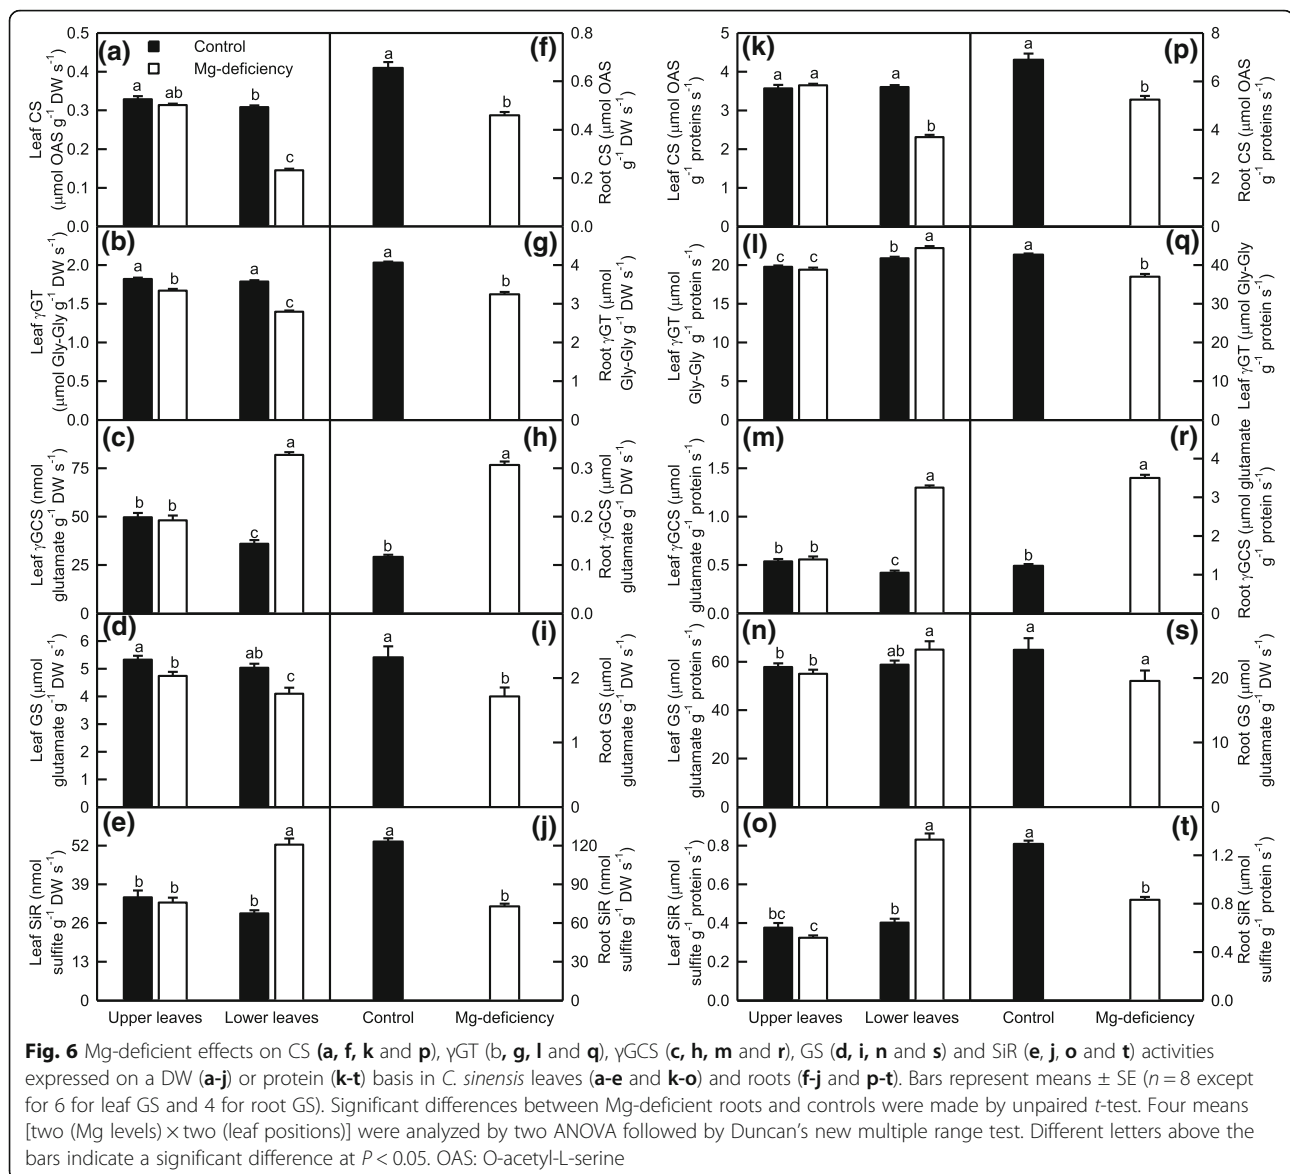 (a)
Control
Mg-deficiency
Leaf CS
(μmol OAS g⁻¹ DW s⁻¹)
0.5
0.4
0.3
0.2
0.1
0.0
a
ab
b
c
(f)
a
b
0.8
0.6
0.4
0.2
0.0
Root CS (μmol OAS
g⁻¹ DW s⁻¹)
(k)
Leaf CS (μmol OAS
g⁻¹ proteins s⁻¹)
5
4
3
2
1
0
a
a
a
b
(p)
a
b
8
6
4
2
0
Root CS (μmol OAS
g⁻¹ proteins s⁻¹)
(b)
Leaf γGT
(μmol Gly-Gly g⁻¹ DW s⁻¹)
2.0
1.5
1.0
0.5
0.0
a
b
a
c
(g)
a
b
4
3
2
1
0
Root γGT (μmol
Gly-Gly g⁻¹ DW s⁻¹)
(l)
Leaf γGT (μmol
Gly-Gly g⁻¹ protein s⁻¹)
20
15
10
5
0
c
c
b
a
(q)
a
b
40
30
20
10
0
Leaf γGT (μmol Gly-Gly
g⁻¹ protein s⁻¹)
(c)
Leaf γGCS (nmol
glutamate g⁻¹ DW s⁻¹)
75
50
25
0
b
b
c
a
(h)
b
a
0.3
0.2
0.1
0.0
Root γGCS (μmol
glutamate g⁻¹ DW s⁻¹)
(m)
Leaf γGCS (μmol
glutamate g⁻¹ protein s⁻¹)
1.5
1.0
0.5
0.0
b
b
c
a
(r)
b
a
4
3
2
1
0
Root γGCS (μmol glutamate
g⁻¹ protein s⁻¹)
(d)
Leaf GS (μmol
glutamate g⁻¹ DW s⁻¹)
6
5
4
3
2
1
0
a
b
ab
c
(i)
a
b
2
1
0
Root GS (μmol
glutamate g⁻¹ DW s⁻¹)
(n)
Leaf GS (μmol
glutamate g⁻¹ protein s⁻¹)
60
40
20
0
b
b
ab
a
(s)
a
a
20
10
0
Root GS (μmol
glutamate g⁻¹ DW s⁻¹)
(e)
Leaf SiR (nmol
sulfite g⁻¹ DW s⁻¹)
52
39
26
13
0
b
b
b
a
(j)
a
b
120
90
60
30
0
Root SiR (nmol
sulfite g⁻¹ DW s⁻¹)
(o)
Leaf SiR (μmol
sulfite g⁻¹ protein s⁻¹)
0.8
0.6
0.4
0.2
0.0
bc
c
b
a
(t)
a
b
1.2
0.8
0.4
0.0
Root SiR (μmol
sulfite g⁻¹ protein s⁻¹)
Upper leaves Lower leaves Control Mg-deficiency Upper leaves Lower leaves Control Mg-deficiency
Fig. 6 Mg-deficient effects on CS (a, f, k and p), γGT (b, g, l and q), γGCS (c, h, m and r), GS (d, i, n and s) and SiR (e, j, o and t) activities
expressed on a DW (a-j) or protein (k-t) basis in C. sinensis leaves (a-e and k-o) and roots (f-j and p-t). Bars represent means ± SE (n = 8 except
for 6 for leaf GS and 4 for root GS). Significant differences between Mg-deficient roots and controls were made by unpaired t-test. Four means
[two (Mg levels) × two (leaf positions)] were analyzed by two ANOVA followed by Duncan's new multiple range test. Different letters above the
bars indicate a significant difference at P < 0.05. OAS: O-acetyl-L-serine